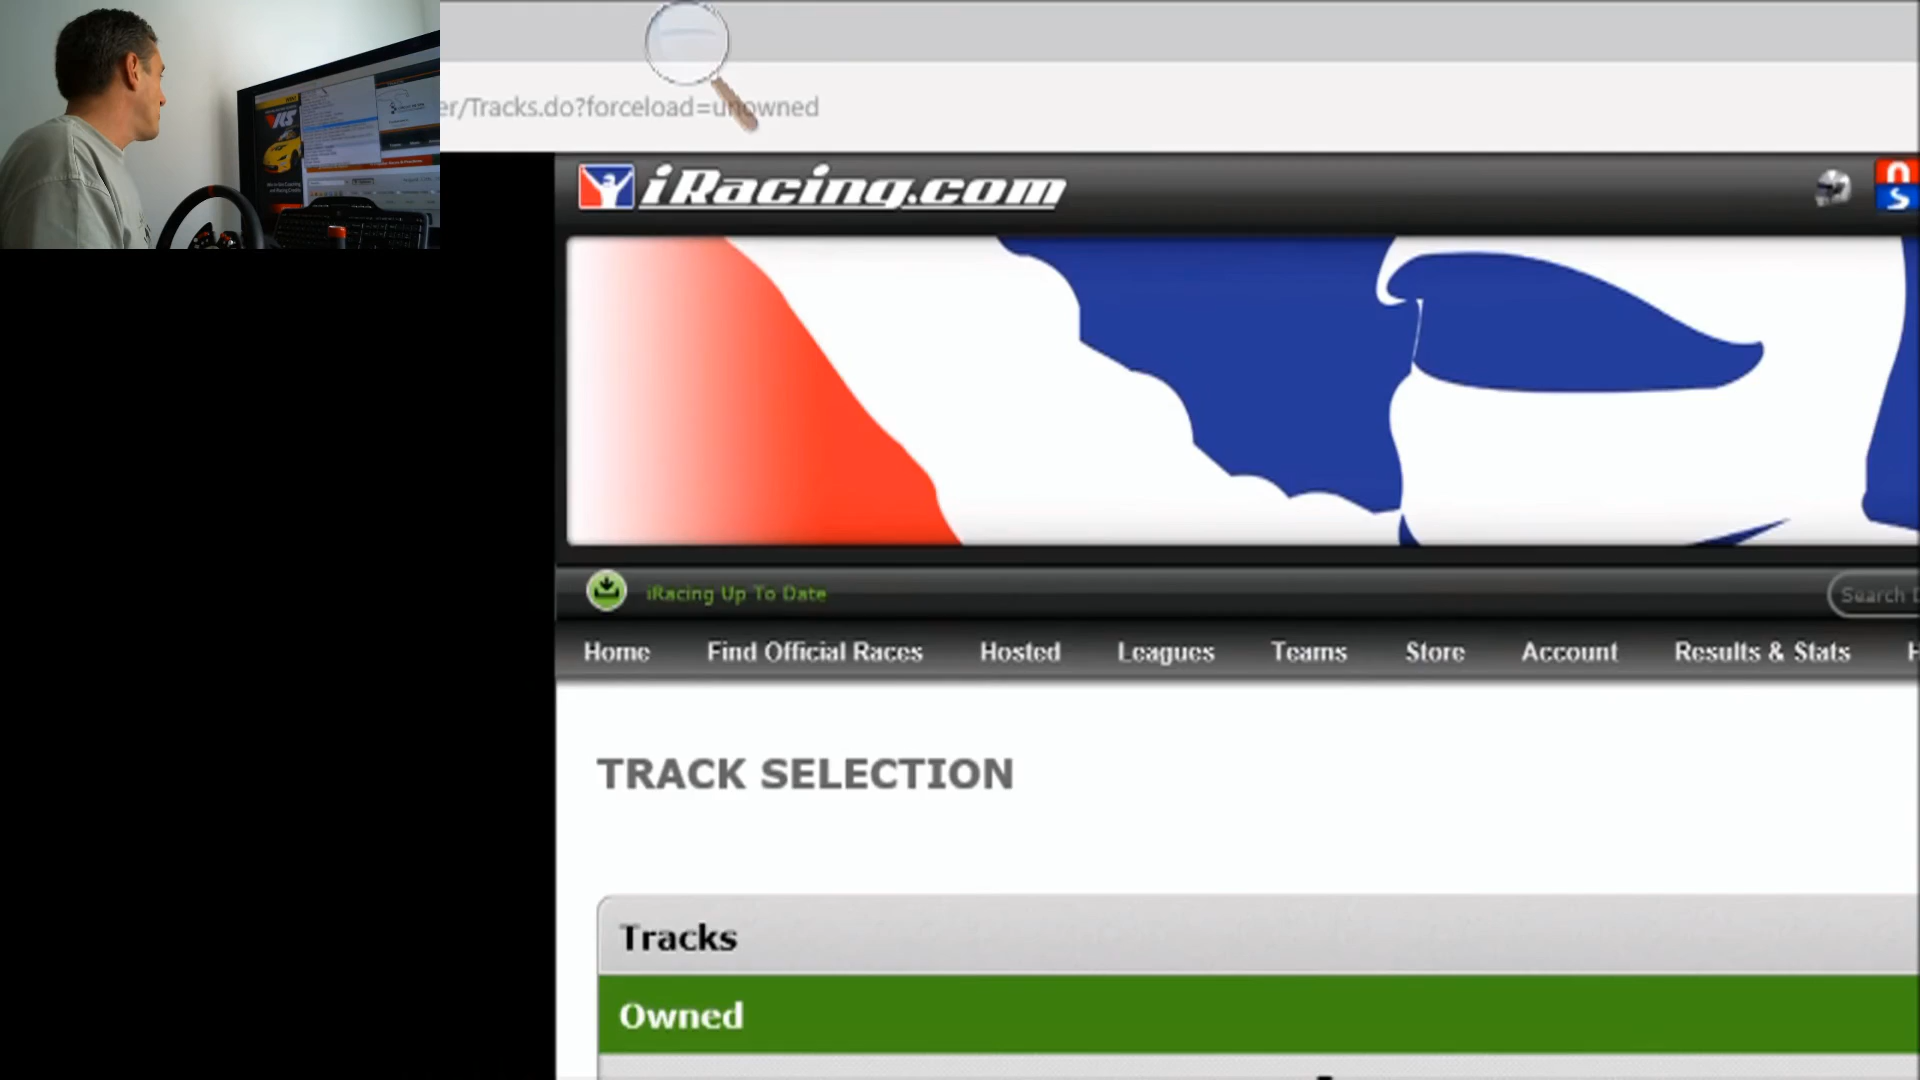 er/Tracks.do?forceload=unowned
iRacing.com
iRacing Up To Date
Search
Home Find Official Races Hosted Leagues Teams Store Account Results & Stats
TRACK SELECTION
Tracks
Owned
VRS